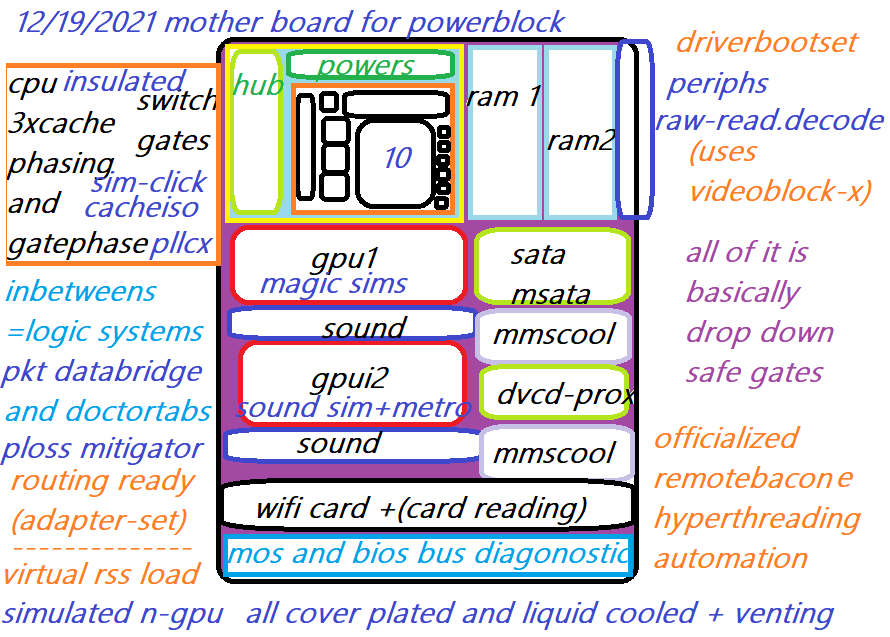 12/19/2021 mother board for powerblock
cpu insulated
switch
3xcache
gates
phasing
sim-click
and
cacheiso
gatephase pllcx
inbetweens
=logic systems
pkt databridge
and doctortabs
ploss mitigator
routing ready
(adapter-set)
--------------
virtual rss load
hub
powers
10
ram 1
ram2
gpu1
magic sims
sata
msata
sound
mmscool
gpui2
sound sim+metro
dvcd-prox
sound
mmscool
wifi card +(card reading)
mos and bios bus diagonostic
driverbootset
periphs
raw-read.decode
(uses
videoblock-x)
all of it is
basically
drop down
safe gates
officialized
remotebacon e
hyperthreading
automation
simulated n-gpu all cover plated and liquid cooled + venting